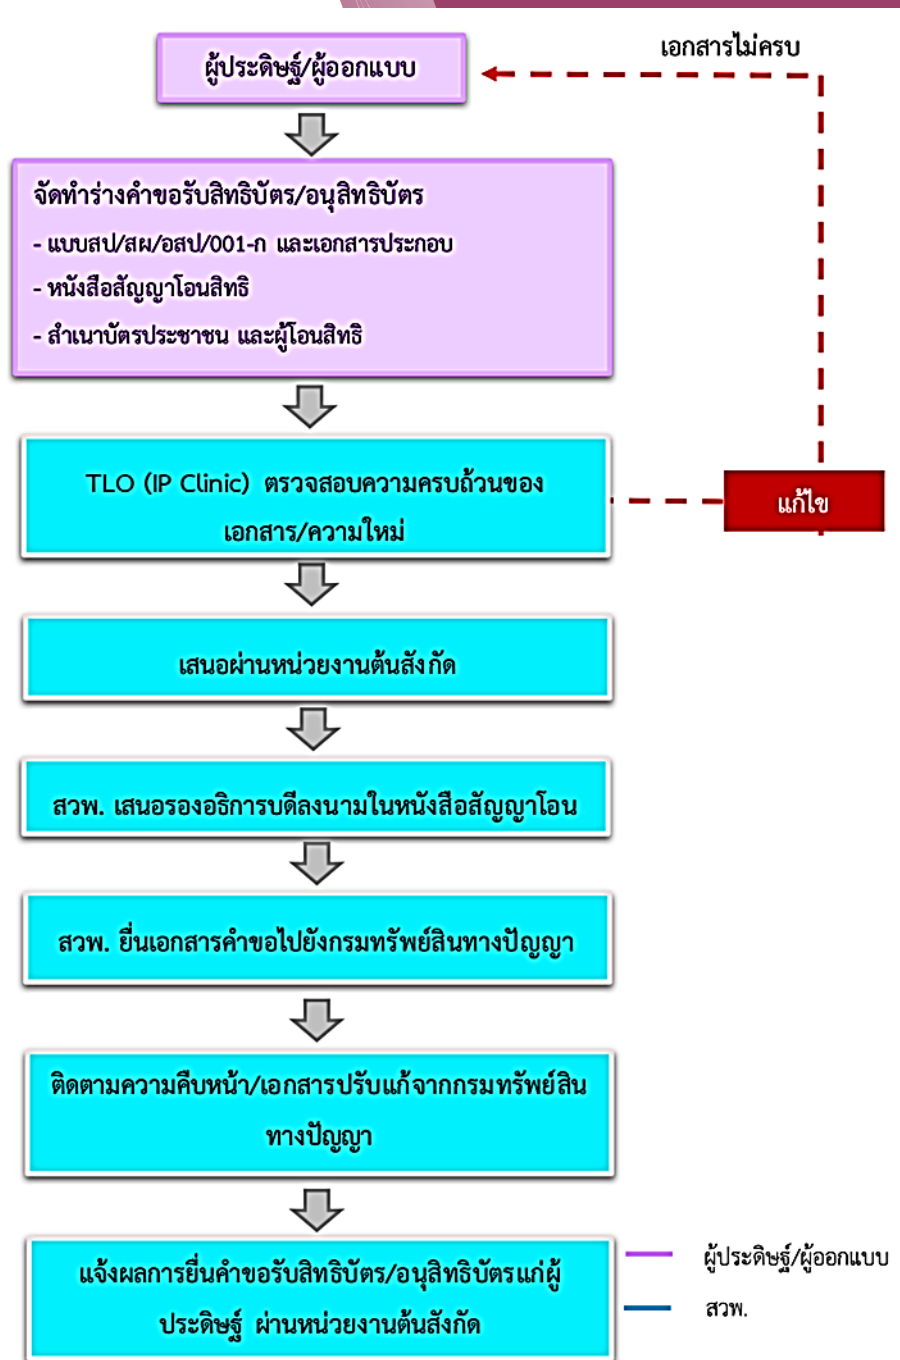 เอกสารไม่ครบ
ผู้ประดิษฐ์/ผู้ออกแบบ
จัดทำร่างคำขอรับสิทธิบัตร/อนุสิทธิบัตร
- แบบสป/สผ/อสป/001-ก และเอกสารประกอบ
- หนังสือสัญญาโอนสิทธิ
- สำเนาบัตรประชาชน และผู้โอนสิทธิ
TLO (IP Clinic) ตรวจสอบความครบถ้วนของ
เอกสาร/ความใหม่
แก้ไข
เสนอผ่านหน่วยงานต้นสังกัด
สวพ. เสนอรองอธิการบดีลงนามในหนังสือสัญญาโอน
สวพ. ยื่นเอกสารคำขอไปยังกรมทรัพย์สินทางปัญญา
ติดตามความคืบหน้า/เอกสารปรับแก้จากกรมทรัพย์สิน
ทางปัญญา
แจ้งผลการยื่นคำขอรับสิทธิบัตร/อนุสิทธิบัตรแก่ผู้
ประดิษฐ์ ผ่านหน่วยงานต้นสังกัด
ผู้ประดิษฐ์/ผู้ออกแบบ
สวพ.